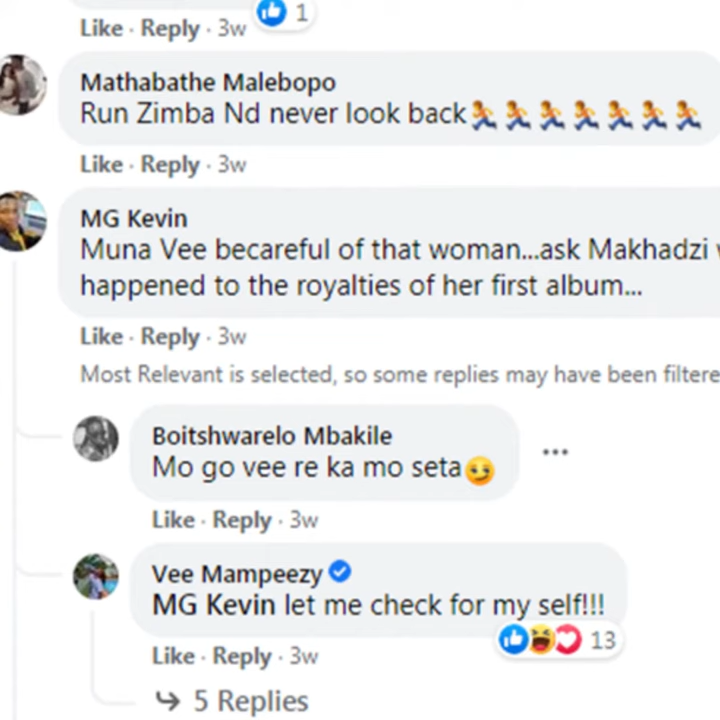 Like · Reply · 3w 1
Mathabathe Malebopo
Run Zimba Nd never look back🏃🏃🏃🏃🏃🏃🏃
Like · Reply · 3w
MG Kevin
Muna Vee becareful of that woman...ask Makhadzi
happened to the royalties of her first album...
Like · Reply · 3w
Most Relevant is selected, so some replies may have been filtere
Boitshwarelo Mbakile
Mo go vee re ka mo seta😏
...
Like · Reply · 3w
Vee Mampeezy
MG Kevin let me check for my self!!!
13
Like · Reply · 3w
5 Replies